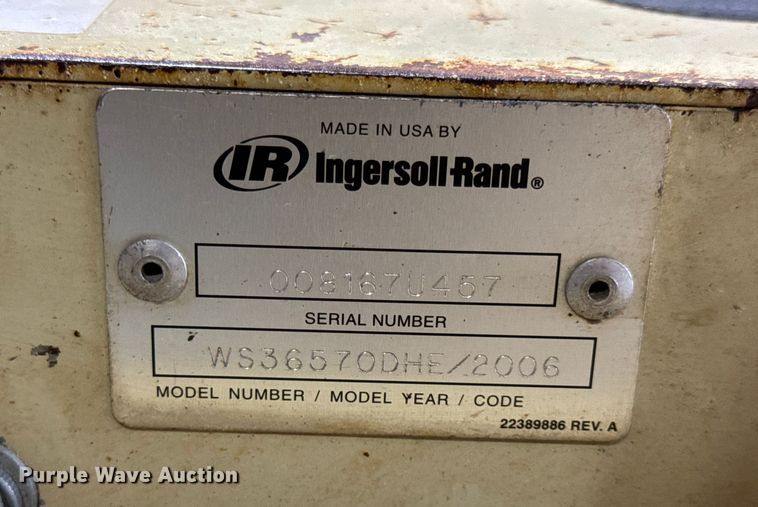 MADE IN USA BY
IR Ingersoll-Rand®
008167U457
SERIAL NUMBER
WS36570DHE/2006
MODEL NUMBER / MODEL YEAR / CODE
22389886 REV. A
Purple Wave Auction